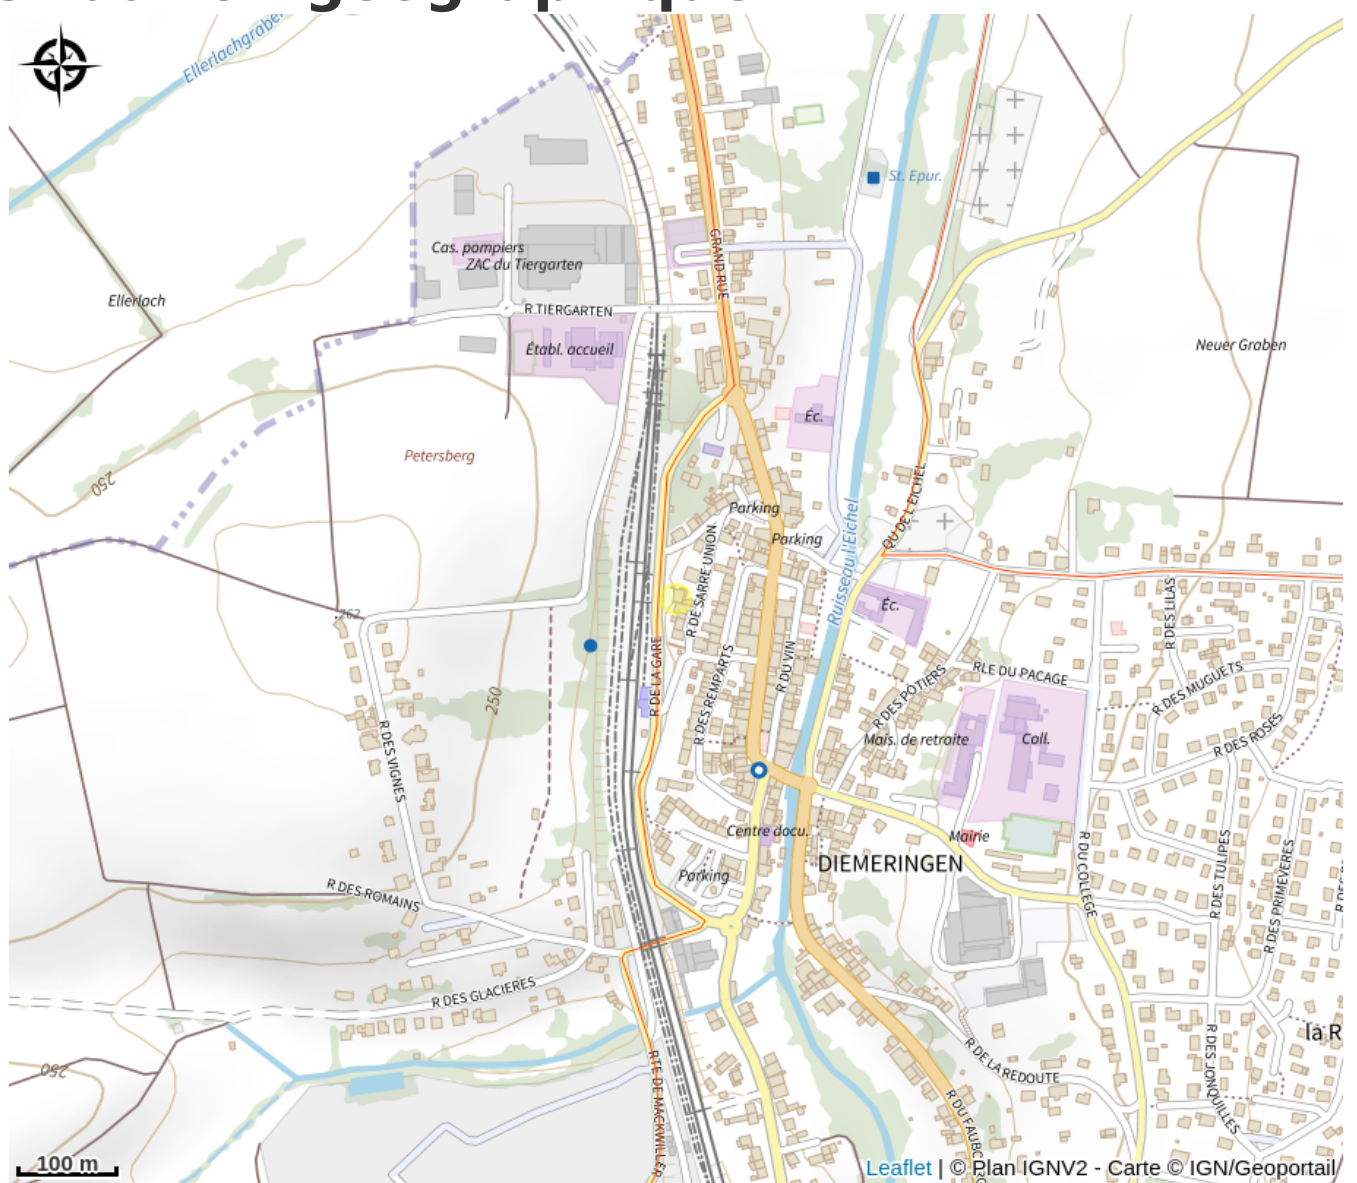 Ellerlachgraben
St. Epur.
GRAND RUE
Cas. pompiers
ZAC du Tiergarten
Ellerlach
R TIERGARTEN
Établ. accueil
Neuer Graben
Éc.
Petersberg
250
QU DE L EICHEL
Parking
Parking
Ruisseau l'Eichel
R DE SARRE UNION
262
Éc.
R DES LILAS
R DE LA GARE
R DU VIN
R DES REMPARTS
RLE DU PACAGE
R DES POTIERS
R DES MUGUETS
250
R DES ROSES
Mais. de retraite
Coll.
R DES VIGNES
Centre docu.
Mairie
DIEMERINGEN
R DU COLLEGE
R DES TULIPES
R DES PRIMEVERES
Parking
R DES ROMAINS
R DES GLACIERES
la R
R DE LA REDOUTE
R DES JONQUILLES
250
RTE DE MACKWILLER
R DU FAUBOURG
100 m
Leaflet | © Plan IGNV2 - Carte © IGN/Geoportail